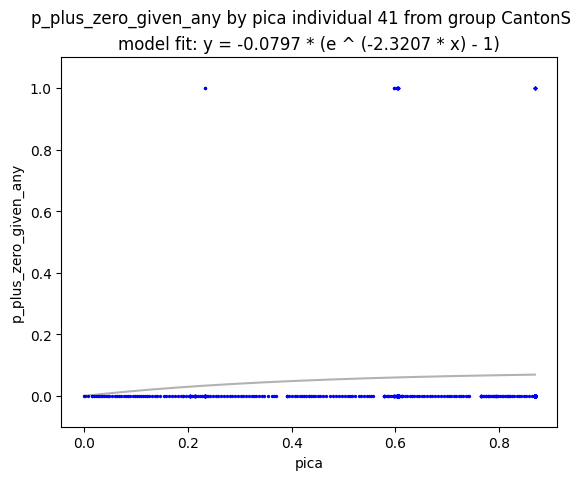 p_plus_zero_given_any by pica individual 41 from group CantonS
model fit: y = -0.0797 * (e ^ (-2.3207 * x) - 1)
1.0
0.8
0.6
0.4
0.2
0.0
p_plus_zero_given_any
0.0 0.2 0.4 0.6 0.8
pica